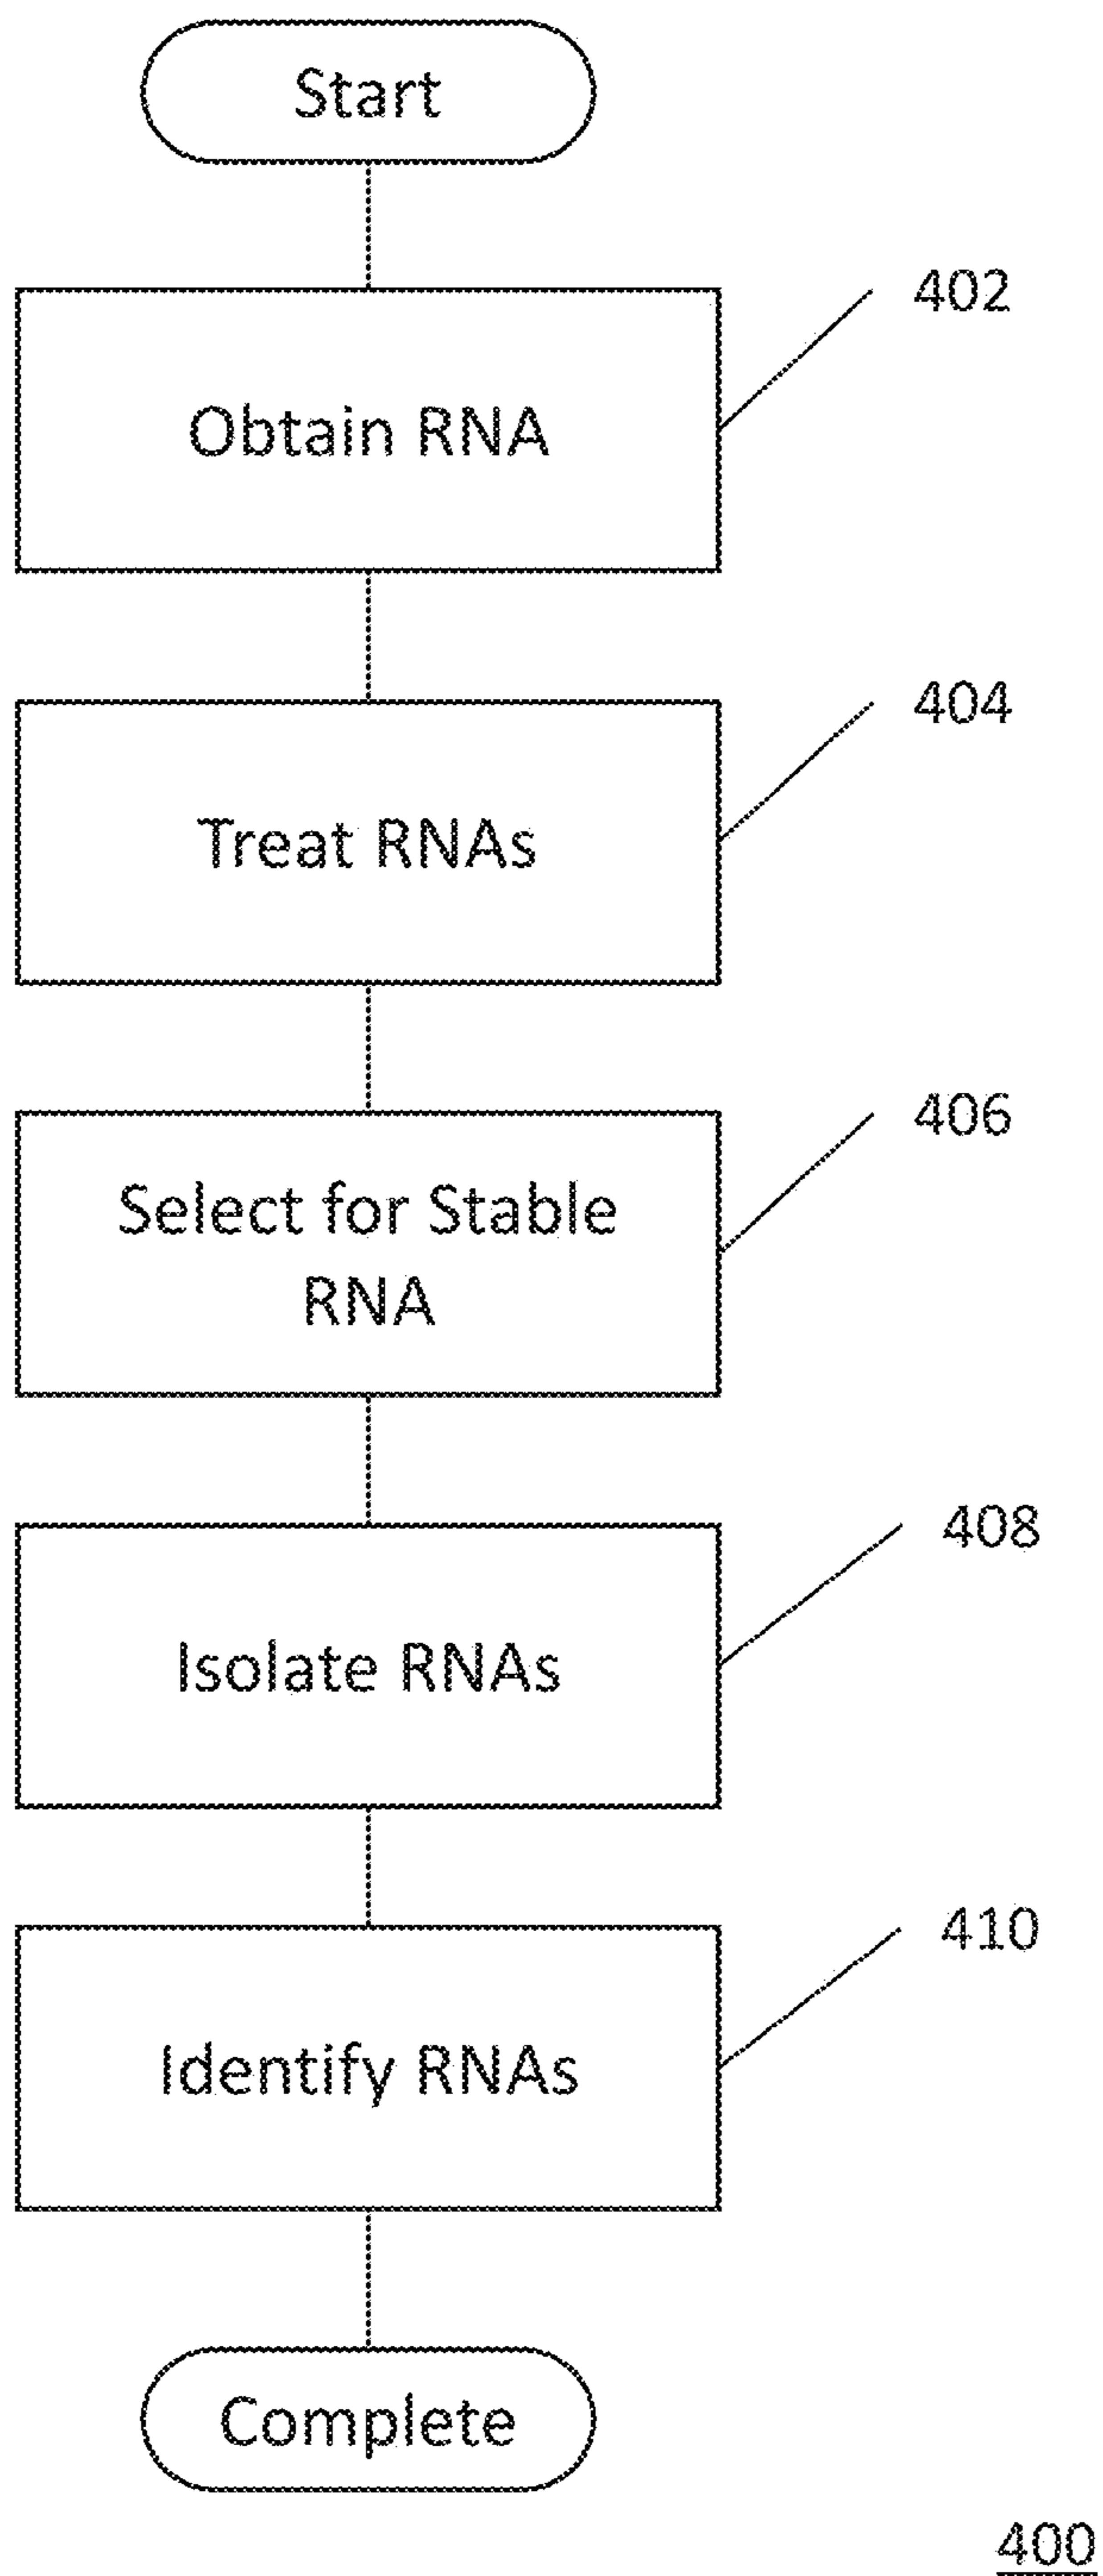 Start
402
Obtain RNA
404
Treat RNAs
406
Select for Stable
RNA
408
Isolate RNAs
410
Identify RNAs
Complete
400